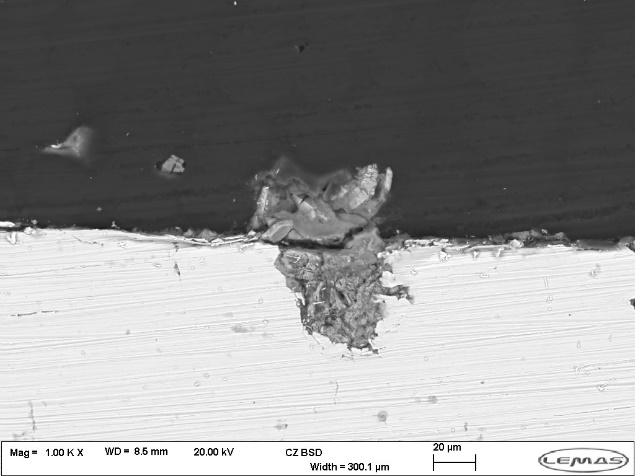 Mag = 1.00 K X WD = 8.5 mm 20.00 kV CZ BSD 20 µm
Width = 300.1 µm
LEMAS